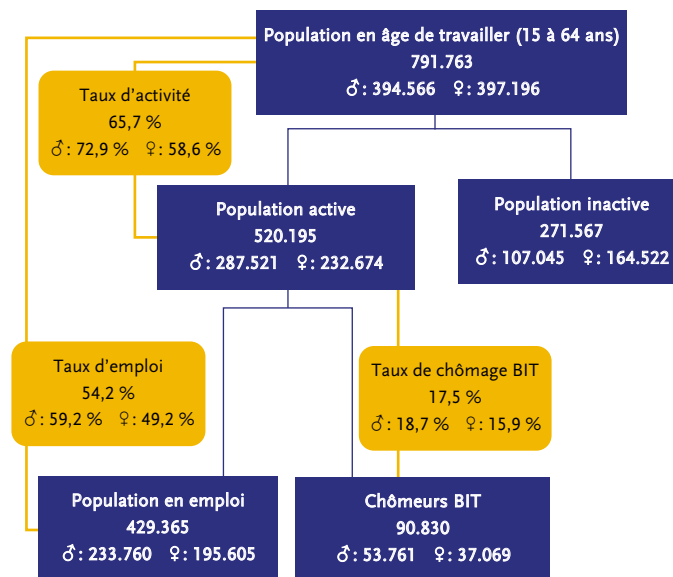 Population en âge de travailler (15 à 64 ans)
791.763
♂: 394.566 ♀: 397.196
Taux d’activité
65,7 %
♂: 72,9 % ♀: 58,6 %
Population active
520.195
♂: 287.521 ♀: 232.674
Population inactive
271.567
♂: 107.045 ♀: 164.522
Taux d’emploi
54,2 %
♂: 59,2 % ♀: 49,2 %
Taux de chômage BIT
17,5 %
♂: 18,7 % ♀: 15,9 %
Population en emploi
429.365
♂: 233.760 ♀: 195.605
Chômeurs BIT
90.830
♂: 53.761 ♀: 37.069